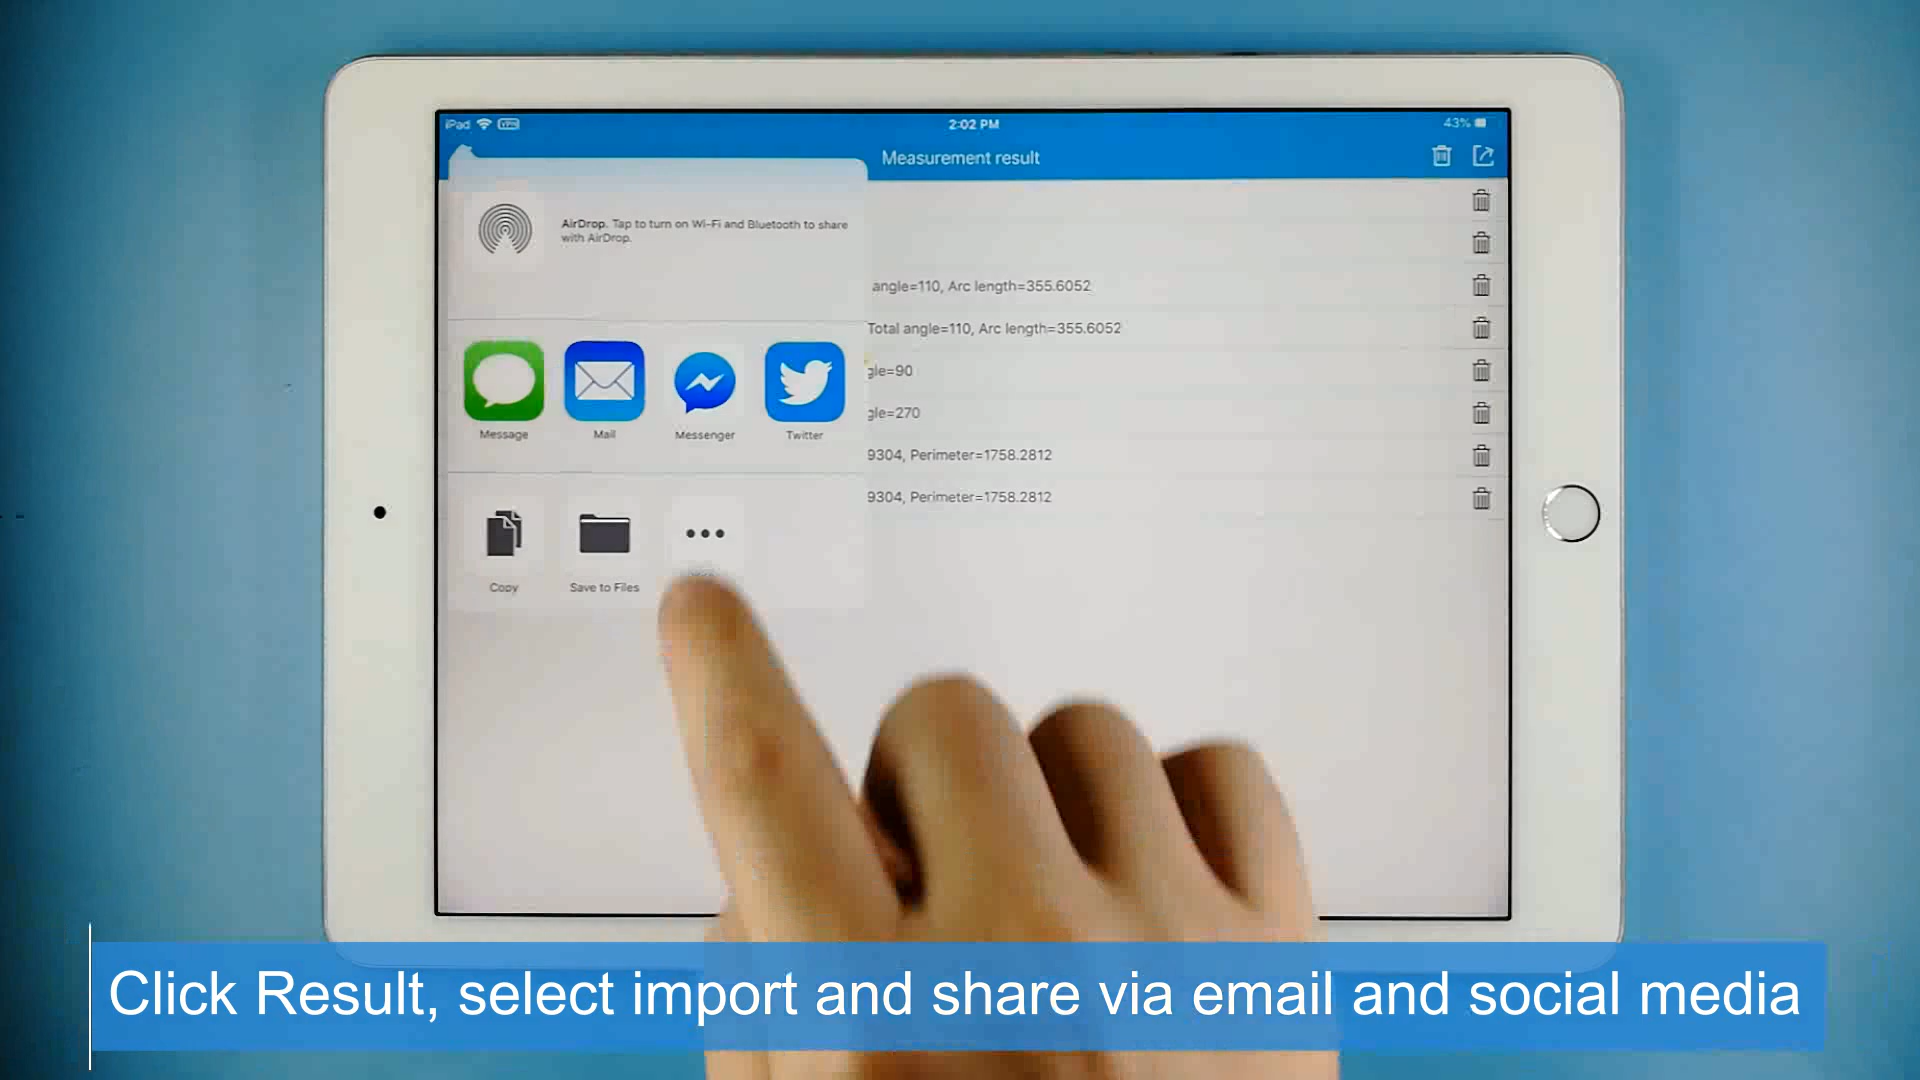 iPad VPN 2:02 PM 43%
Measurement result
AirDrop. Tap to turn on Wi-Fi and Bluetooth to share
with AirDrop.
angle=110, Arc length=355.6052
Total angle=110, Arc length=355.6052
gle=90
gle=270
9304, Perimeter=1758.2812
9304, Perimeter=1758.2812
Message Mail Messenger Twitter
Copy Save to Files
Click Result, select import and share via email and social media